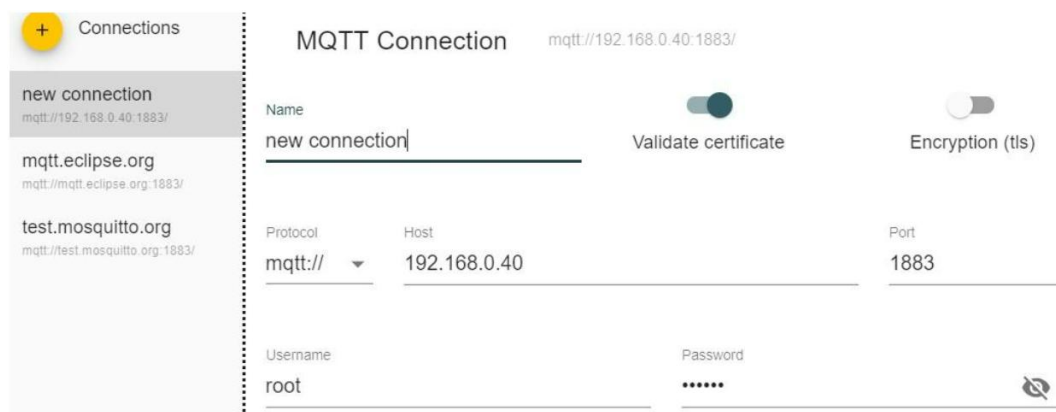 + Connections
new connection
mqtt://192.168.0.40:1883/
mqtt.eclipse.org
mqtt://mqtt.eclipse.org:1883/
test.mosquitto.org
mqtt://test.mosquitto.org:1883/
MQTT Connection mqtt://192.168.0.40:1883/
Name
new connection
Validate certificate Encryption (tls)
Protocol Host Port
mqtt:// 192.168.0.40 1883
Username Password
root ••••••